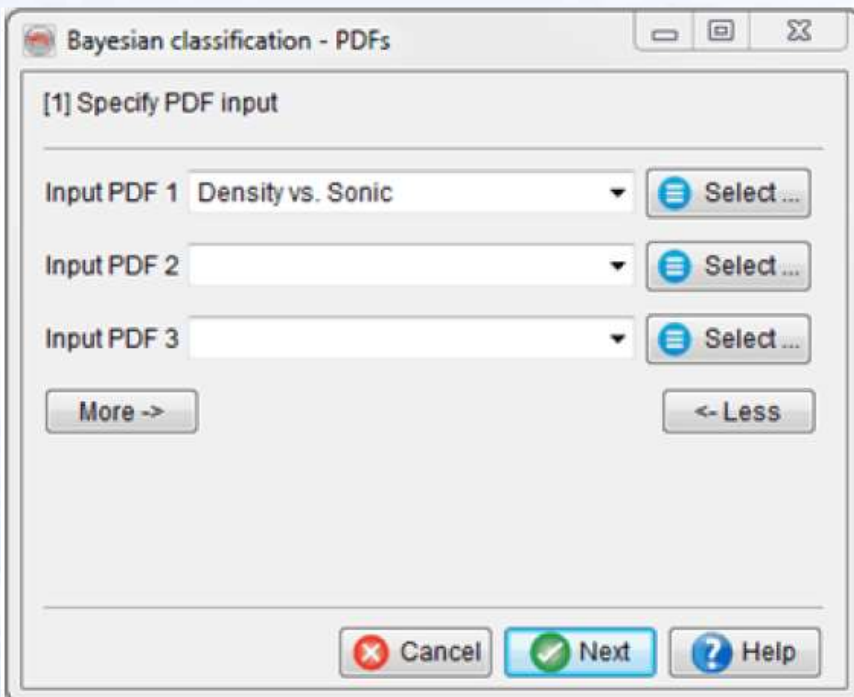 Bayesian classification - PDFs
[1] Specify PDF input
Input PDF 1 Density vs. Sonic Select ...
Input PDF 2 Select ...
Input PDF 3 Select ...
More -> <- Less
Cancel Next Help